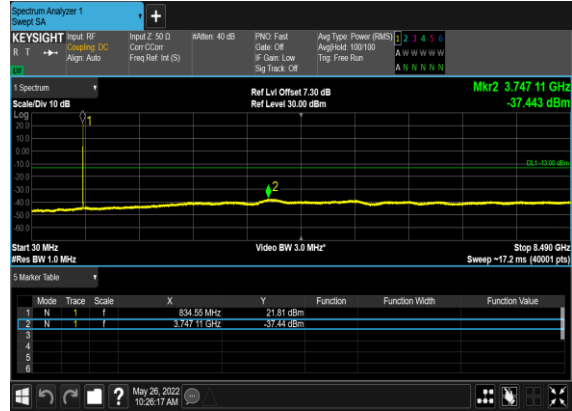 Spectrum Analyzer 1
Swept SA
+
KEYSIGHT Input: RF Input Z: 50 Ω #Atten: 40 dB PNO: Fast Avg Type: Power (RMS) 1 2 3 4 5 6
R T Coupling: DC Corr CCorr Gate: Off Avg|Hold: 100/100 A W W W W W
Align: Auto Freq Ref: Int (S) IF Gain: Low Trig: Free Run
LW Sig Track: Off A N N N N N
1 Spectrum Ref Lvl Offset 7.30 dB Mkr2 3.747 11 GHz
Scale/Div 10 dB Ref Level 30.00 dBm -37.443 dBm
Log
20.0 1
10.0
0.00
-10.0 DL1 -13.00 dBm
-20.0
-30.0 2
-40.0
-50.0
-60.0
Start 30 MHz Video BW 3.0 MHz* Stop 8.490 GHz
#Res BW 1.0 MHz Sweep ~17.2 ms (40001 pts)
5 Marker Table
Mode Trace Scale X Y Function Function Width Function Value
1 N 1 f 834.55 MHz 21.81 dBm
2 N 1 f 3.747 11 GHz -37.44 dBm
3
4
5
6
? May 26, 2022
10:26:17 AM